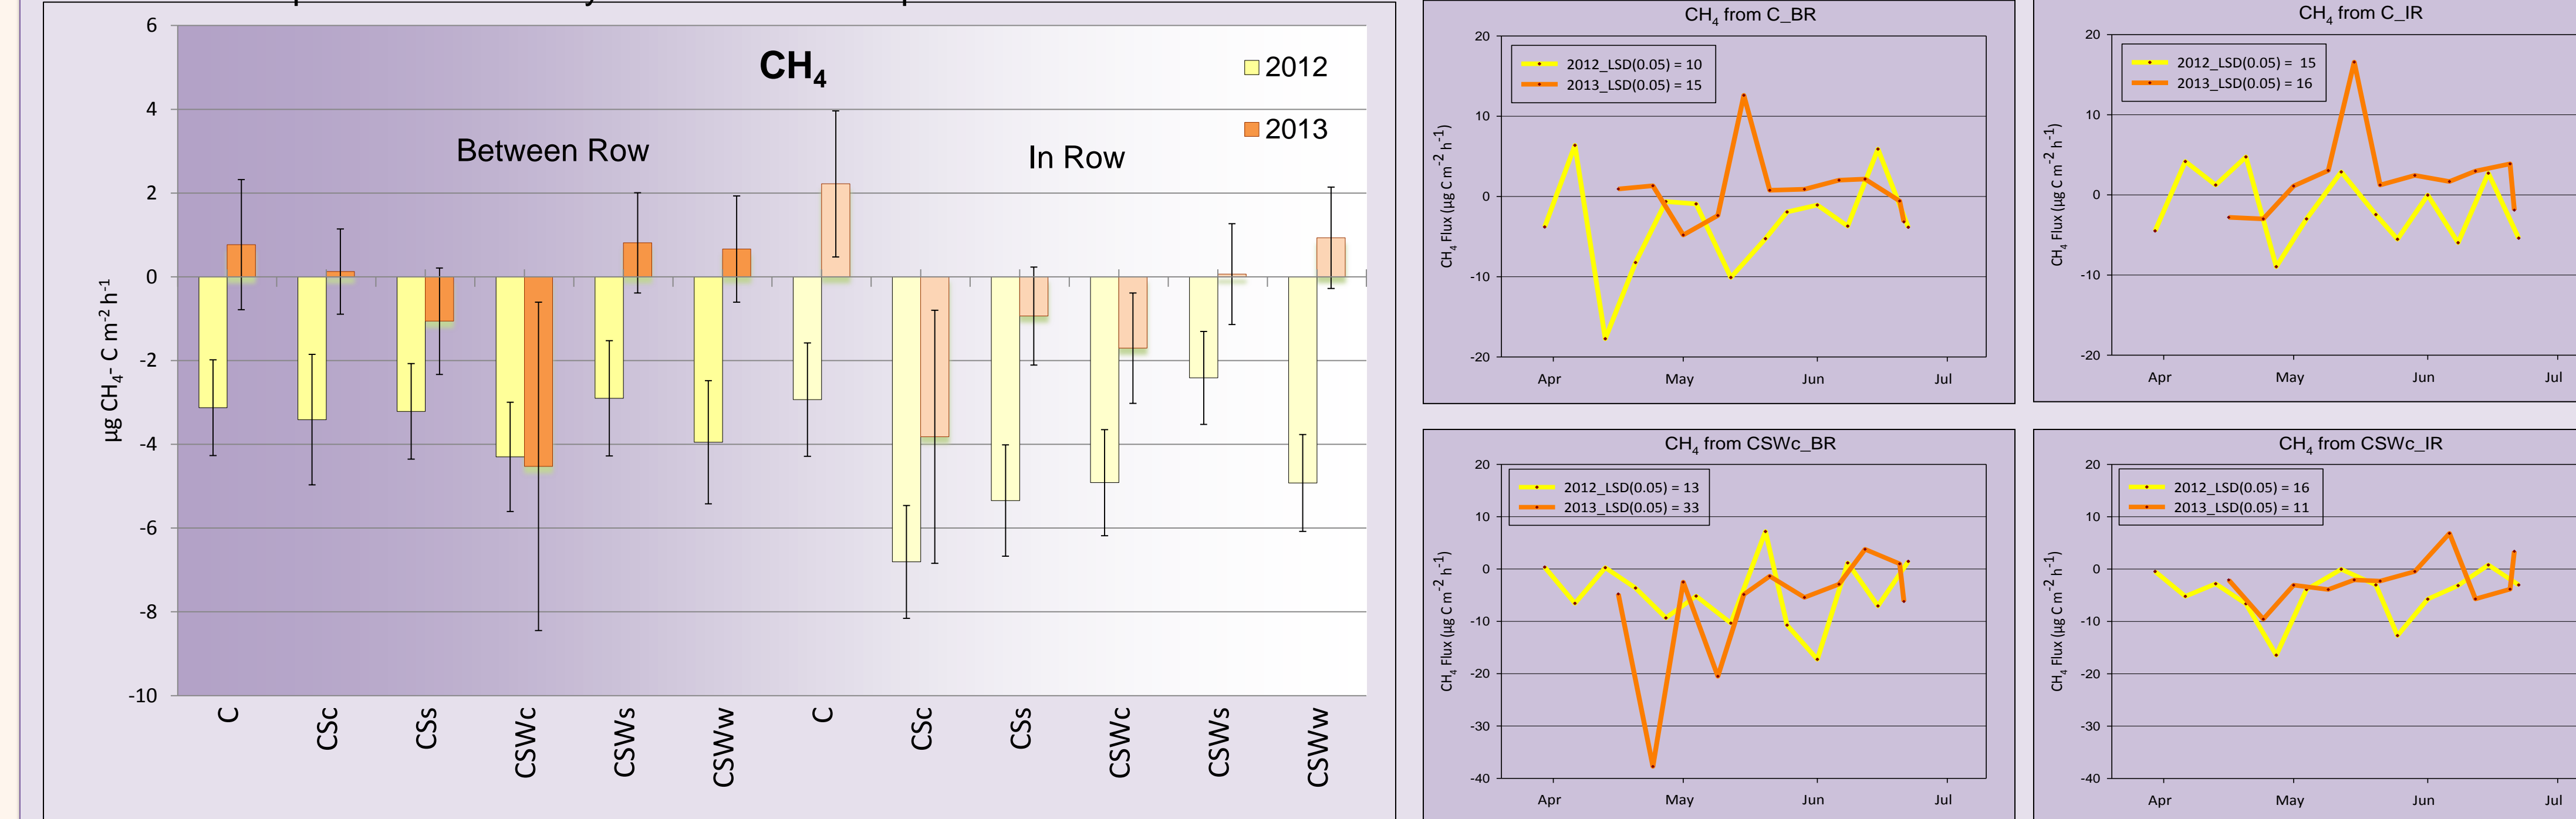 CH4
2012
2013
Between Row
In Row
6
4
2
0
-2
-4
-6
-8
-10
µg CH4- C m-2 h-1
C
CSc
CSs
CSWc
CSWs
CSWw
C
CSc
CSs
CSWc
CSWs
CSWw
CH4 from C_BR
2012_LSD(0.05) = 10
2013_LSD(0.05) = 15
20
10
0
-10
-20
CH4 Flux (µg C m-2 h-1)
Apr May Jun Jul
CH4 from C_IR
2012_LSD(0.05) = 15
2013_LSD(0.05) = 16
20
10
0
-10
-20
CH4 Flux (µg C m-2 h-1)
Apr May Jun Jul
CH4 from CSWc_BR
2012_LSD(0.05) = 13
2013_LSD(0.05) = 33
20
10
0
-10
-20
-30
-40
CH4 Flux (µg C m-2 h-1)
Apr May Jun Jul
CH4 from CSWc_IR
2012_LSD(0.05) = 16
2013_LSD(0.05) = 11
20
10
0
-10
-20
-30
-40
CH4 Flux (µg C m-2 h-1)
Apr May Jun Jul